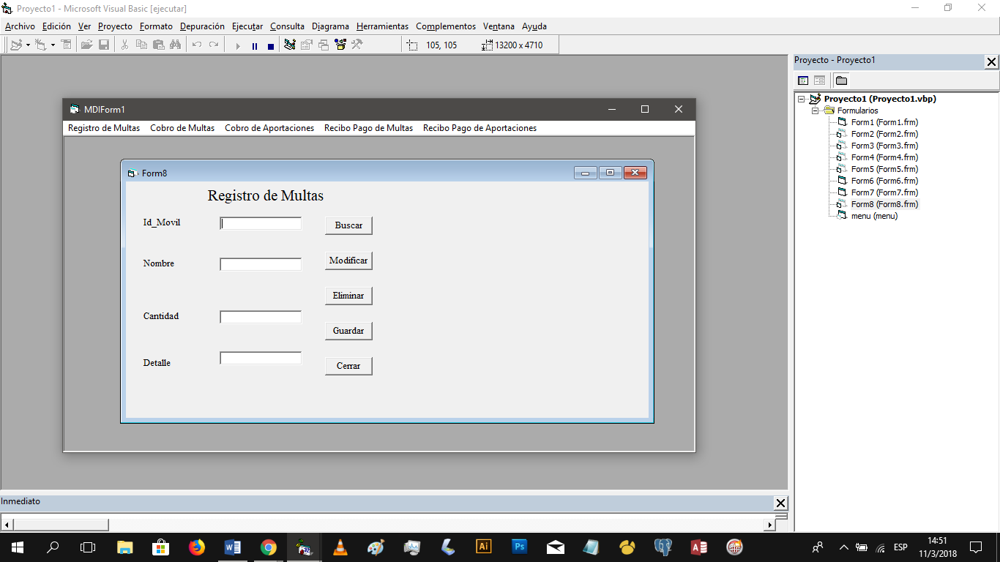 Proyecto1 - Microsoft Visual Basic [ejecutar]
Archivo Edición Ver Proyecto Formato Depuración Ejecutar Consulta Diagrama Herramientas Complementos Ventana Ayuda
105, 105 13200 x 4710
Proyecto - Proyecto1
Proyecto1 (Proyecto1.vbp)
Formularios
Form1 (Form1.frm)
Form2 (Form2.frm)
Form3 (Form3.frm)
Form4 (Form4.frm)
Form5 (Form5.frm)
Form6 (Form6.frm)
Form7 (Form7.frm)
Form8 (Form8.frm)
menu (menu)
MDIForm1
Registro de Multas Cobro de Multas Cobro de Aportaciones Recibo Pago de Multas Recibo Pago de Aportaciones
Form8
Registro de Multas
Id_Movil Buscar
Nombre Modificar
Eliminar
Cantidad Guardar
Detalle Cerrar
Inmediato
Ai Ps
ESP
14:51
11/3/2018